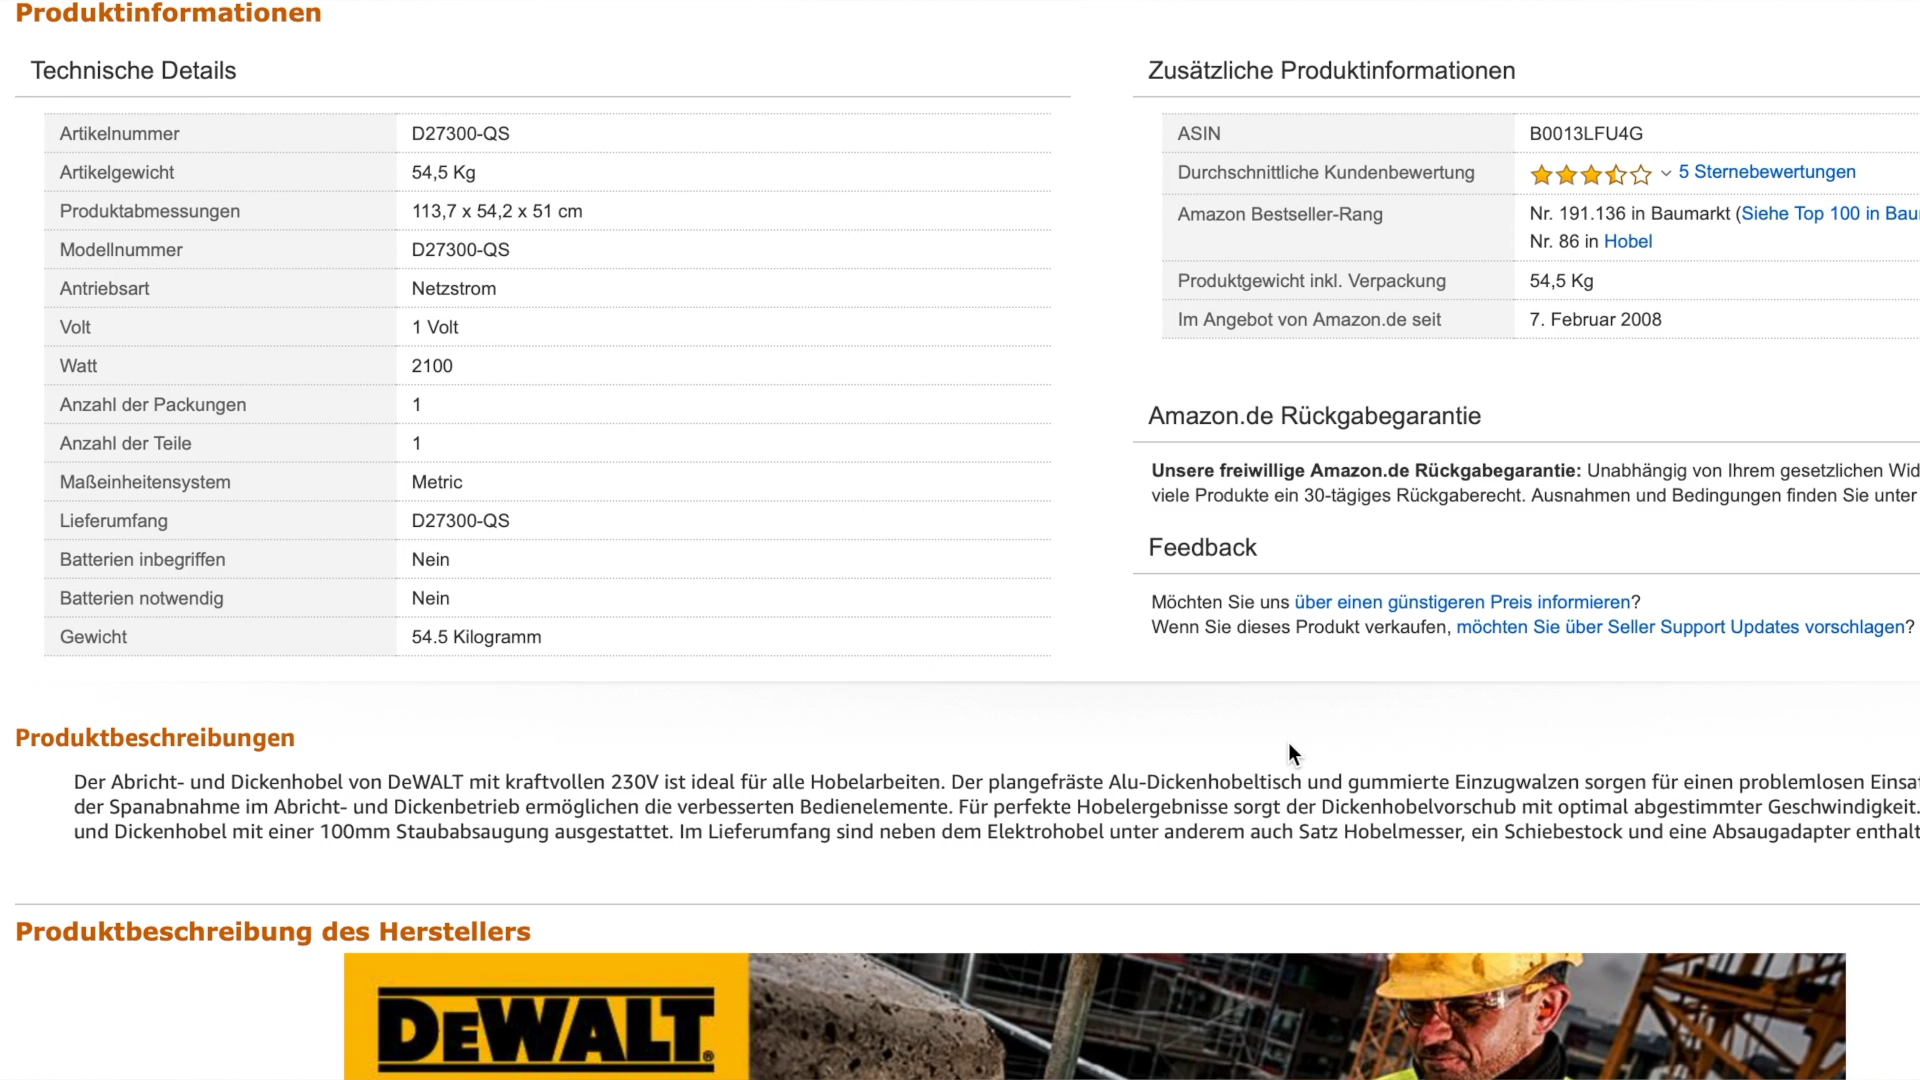 Produktinformationen
Technische Details
Artikelnummer D27300-QS
Artikelgewicht 54,5 Kg
Produktabmessungen 113,7 x 54,2 x 51 cm
Modellnummer D27300-QS
Antriebsart Netzstrom
Volt 1 Volt
Watt 2100
Anzahl der Packungen 1
Anzahl der Teile 1
Maßeinheitensystem Metric
Lieferumfang D27300-QS
Batterien inbegriffen Nein
Batterien notwendig Nein
Gewicht 54.5 Kilogramm
Zusätzliche Produktinformationen
ASIN B0013LFU4G
Durchschnittliche Kundenbewertung 5 Sternebewertungen
Amazon Bestseller-Rang Nr. 191.136 in Baumarkt (Siehe Top 100 in Bau
Nr. 86 in Hobel
Produktgewicht inkl. Verpackung 54,5 Kg
Im Angebot von Amazon.de seit 7. Februar 2008
Amazon.de Rückgabegarantie
Unsere freiwillige Amazon.de Rückgabegarantie: Unabhängig von Ihrem gesetzlichen Wid
viele Produkte ein 30-tägiges Rückgaberecht. Ausnahmen und Bedingungen finden Sie unter
Feedback
Möchten Sie uns über einen günstigeren Preis informieren?
Wenn Sie dieses Produkt verkaufen, möchten Sie über Seller Support Updates vorschlagen?
Produktbeschreibungen
Der Abricht- und Dickenhobel von DeWALT mit kraftvollen 230V ist ideal für alle Hobelarbeiten. Der plangefräste Alu-Dickenhobeltisch und gummierte Einzugwalzen sorgen für einen problemlosen Einsa
der Spanabnahme im Abricht- und Dickenbetrieb ermöglichen die verbesserten Bedienelemente. Für perfekte Hobelergebnisse sorgt der Dickenhobelvorschub mit optimal abgestimmter Geschwindigkeit.
und Dickenhobel mit einer 100mm Staubabsaugung ausgestattet. Im Lieferumfang sind neben dem Elektrohobel unter anderem auch Satz Hobelmesser, ein Schiebestock und eine Absaugadapter enthalt
Produktbeschreibung des Herstellers
DEWALT®